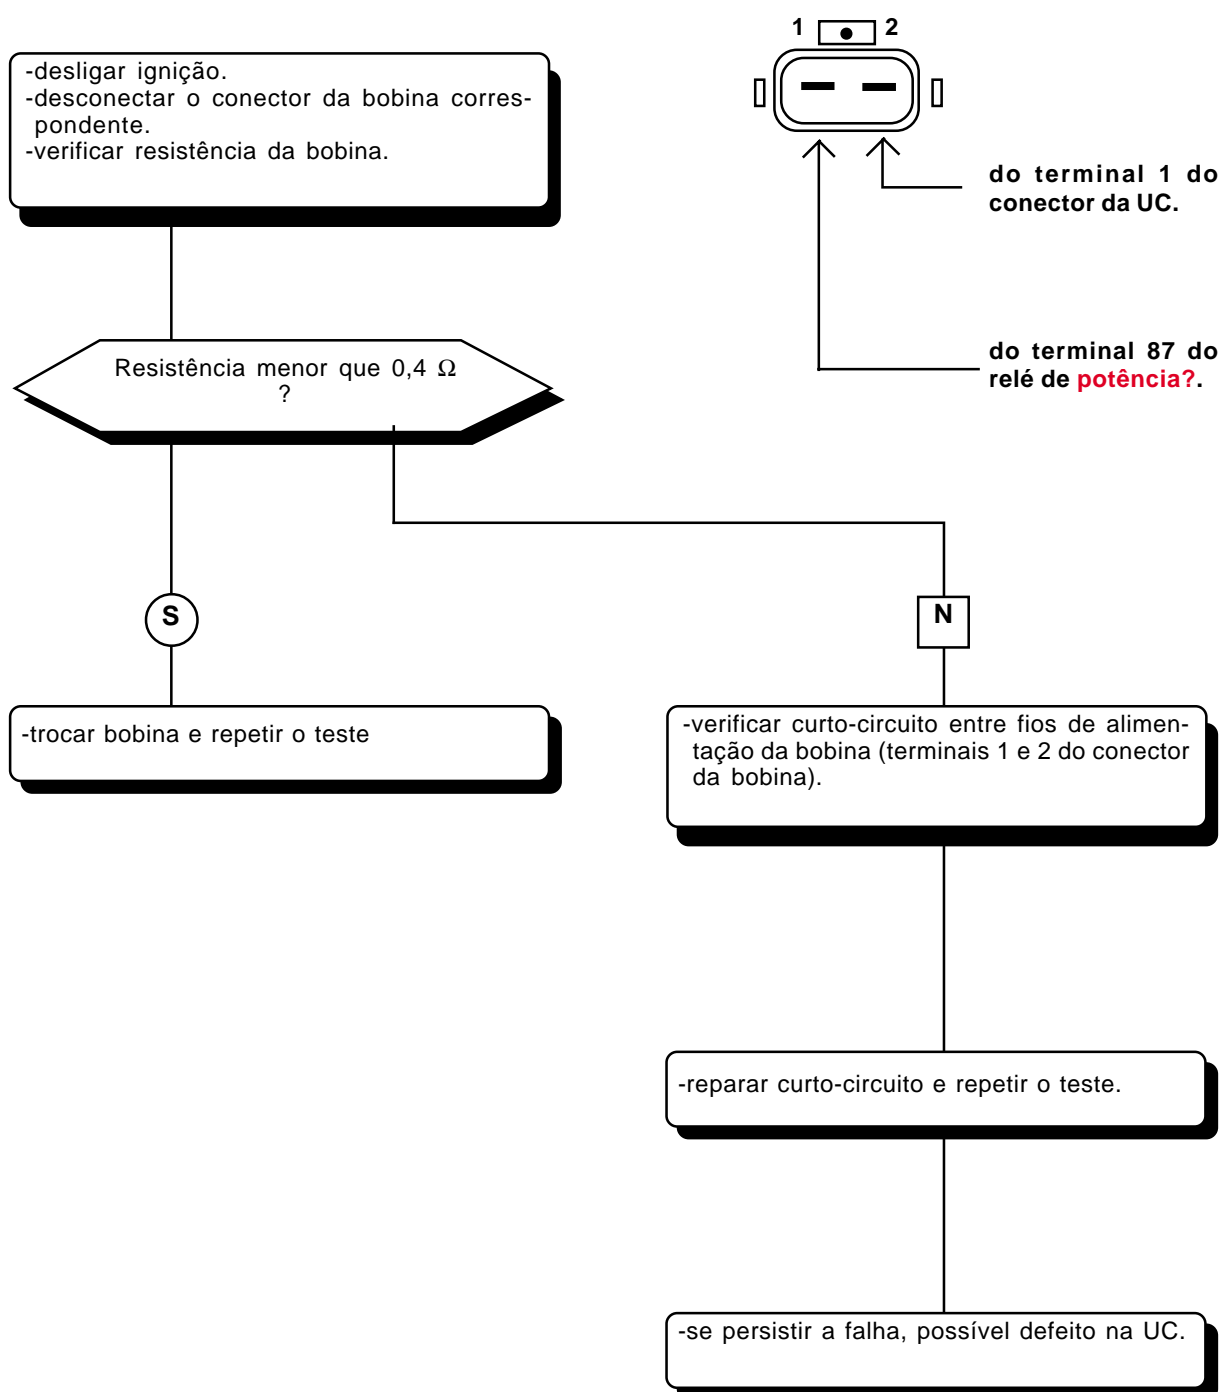 1 2
-desligar ignição.
-desconectar o conector da bobina corres-
pondente.
-verificar resistência da bobina.
do terminal 1 do
conector da UC.
Resistência menor que 0,4 Ω
?
do terminal 87 do
relé de potência?.
S
N
-trocar bobina e repetir o teste
-verificar curto-circuito entre fios de alimen-
tação da bobina (terminais 1 e 2 do conector
da bobina).
-reparar curto-circuito e repetir o teste.
-se persistir a falha, possível defeito na UC.